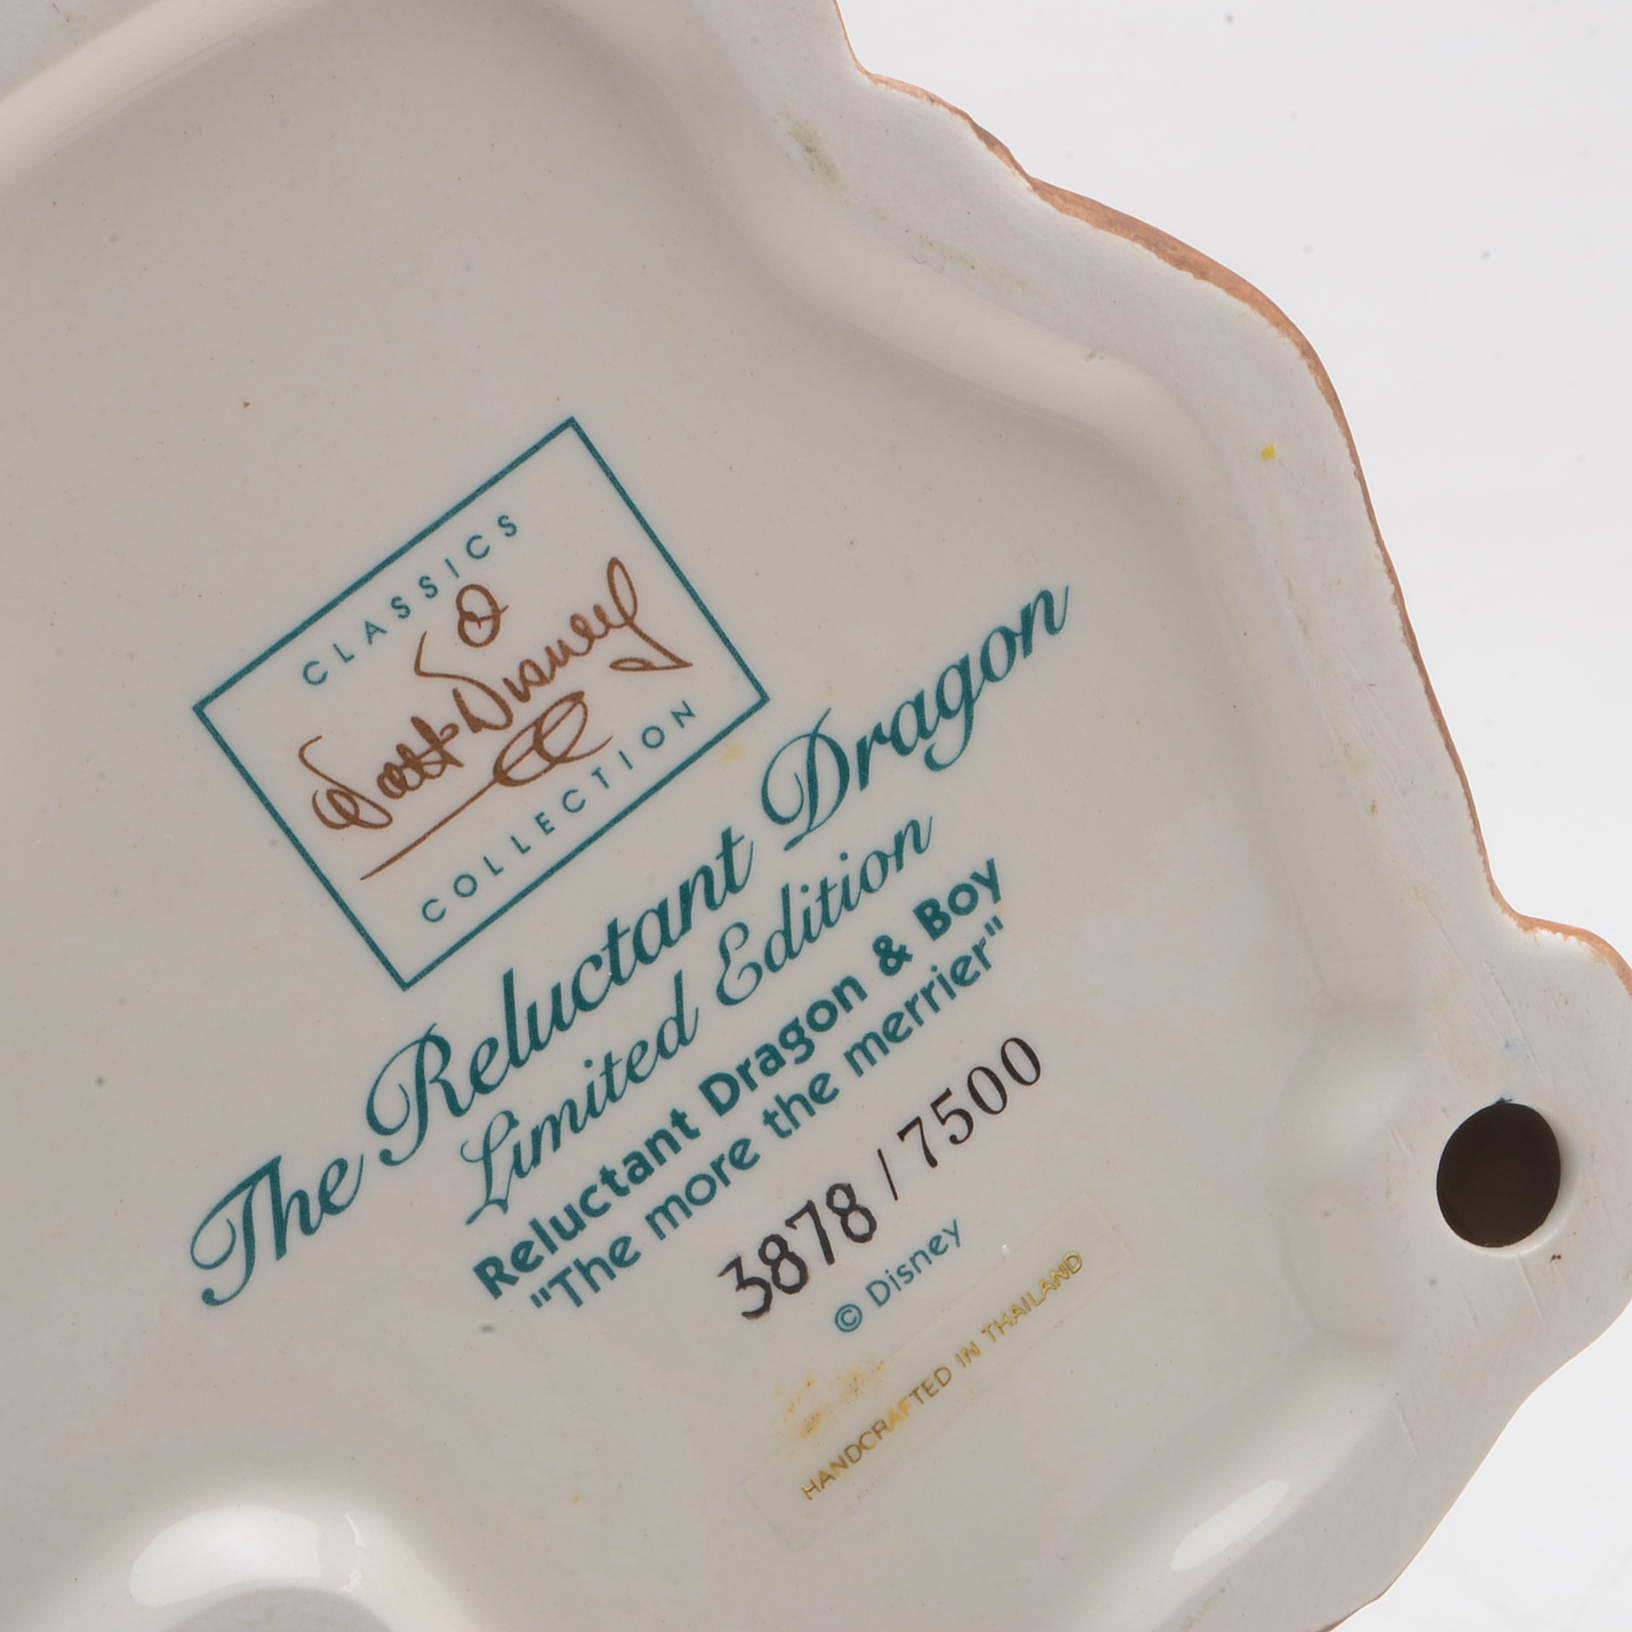 CLASSICS
Walt Disney
COLLECTION
The Reluctant Dragon
Limited Edition
Reluctant Dragon & Boy
"The more the merrier"
3878 / 7500
© Disney
HANDCRAFTED IN THAILAND